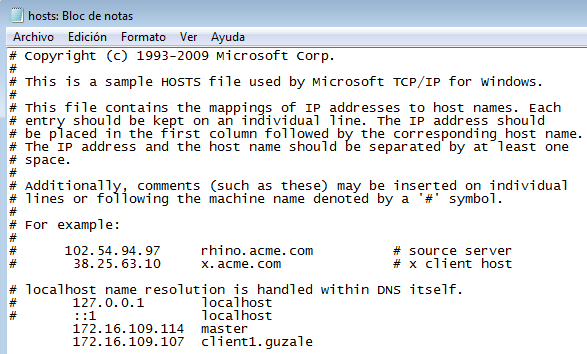 hosts: Bloc de notas
Archivo Edición Formato Ver Ayuda
# Copyright (c) 1993-2009 Microsoft Corp.
#
# This is a sample HOSTS file used by Microsoft TCP/IP for Windows.
#
# This file contains the mappings of IP addresses to host names. Each
# entry should be kept on an individual line. The IP address should
# be placed in the first column followed by the corresponding host name.
# The IP address and the host name should be separated by at least one
# space.
#
# Additionally, comments (such as these) may be inserted on individual
# lines or following the machine name denoted by a '#' symbol.
#
# For example:
#
#      102.54.94.97     rhino.acme.com          # source server
#       38.25.63.10     x.acme.com              # x client host

# localhost name resolution is handled within DNS itself.
#       127.0.0.1       localhost
#       ::1             localhost
        172.16.109.114  master
        172.16.109.107  client1.guzale